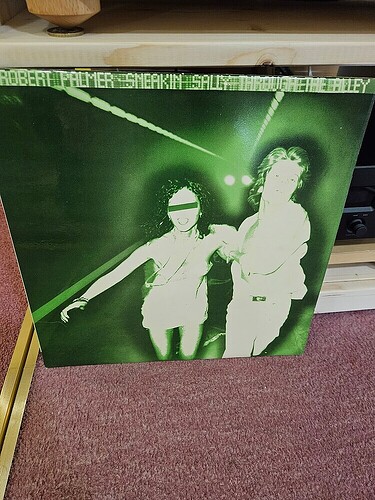 ROBERT PALMER SNEAKIN' SALLY THROUGH THE ALLEY